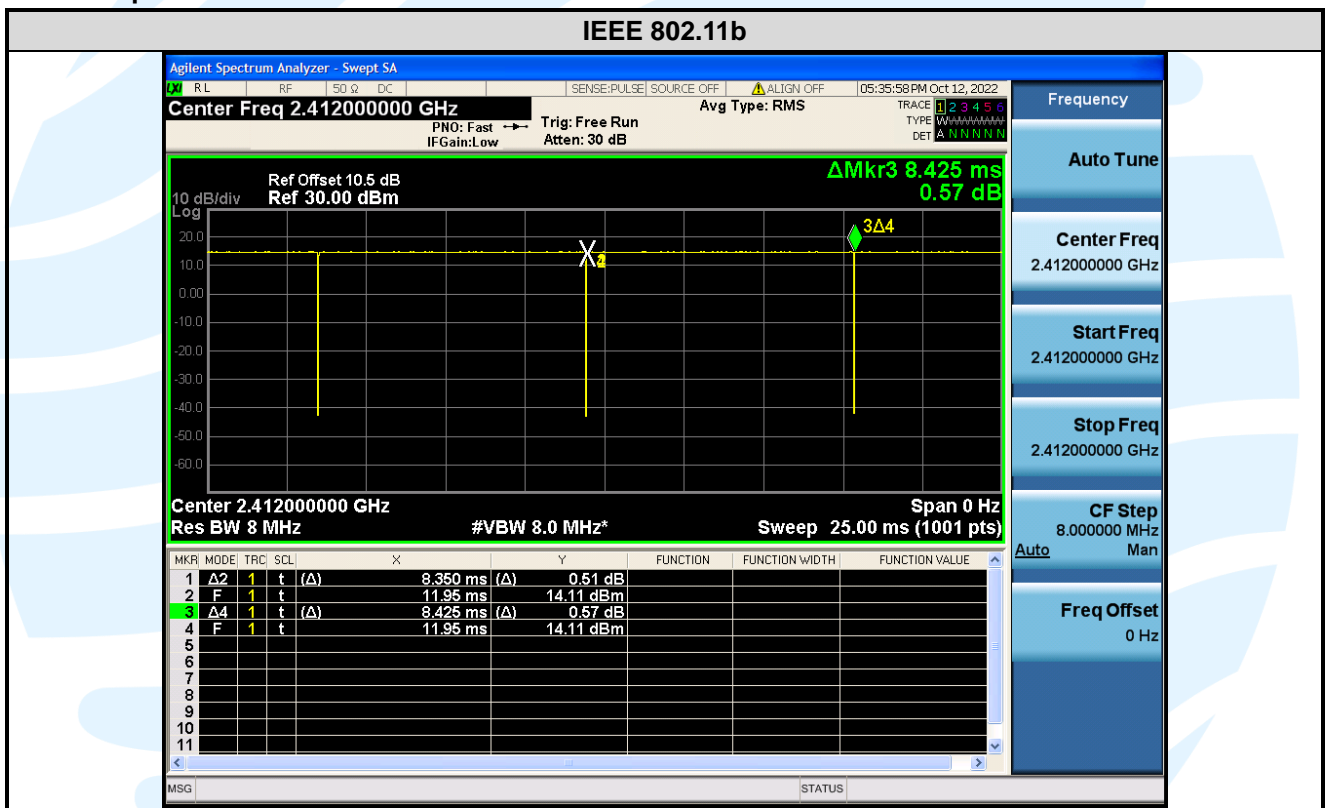 IEEE 802.11b
Agilent Spectrum Analyzer - Swept SA
LXI RL RF 50 Ω DC SENSE:PULSE SOURCE OFF ALIGN OFF 05:35:58 PM Oct 12, 2022
Center Freq 2.412000000 GHz
PNO: Fast
IFGain:Low
Trig: Free Run
Atten: 30 dB
Avg Type: RMS
TRACE 1 2 3 4 5 6
TYPE
DET A N N N N N
ΔMkr3 8.425 ms
0.57 dB
Ref Offset 10.5 dB
10 dB/div Ref 30.00 dBm
Log
20.0
10.0
0.00
-10.0
-20.0
-30.0
-40.0
-50.0
-60.0
2
3Δ4
Center 2.412000000 GHz Span 0 Hz
Res BW 8 MHz #VBW 8.0 MHz* Sweep 25.00 ms (1001 pts)
MKR MODE TRC SCL X Y FUNCTION FUNCTION WIDTH FUNCTION VALUE
1 Δ2 1 t (Δ) 8.350 ms (Δ) 0.51 dB
2 F 1 t 11.95 ms 14.11 dBm
3 Δ4 1 t (Δ) 8.425 ms (Δ) 0.57 dB
4 F 1 t 11.95 ms 14.11 dBm
5
6
7
8
9
10
11
MSG STATUS
Frequency
Auto Tune
Center Freq
2.412000000 GHz
Start Freq
2.412000000 GHz
Stop Freq
2.412000000 GHz
CF Step
8.000000 MHz
Auto Man
Freq Offset
0 Hz